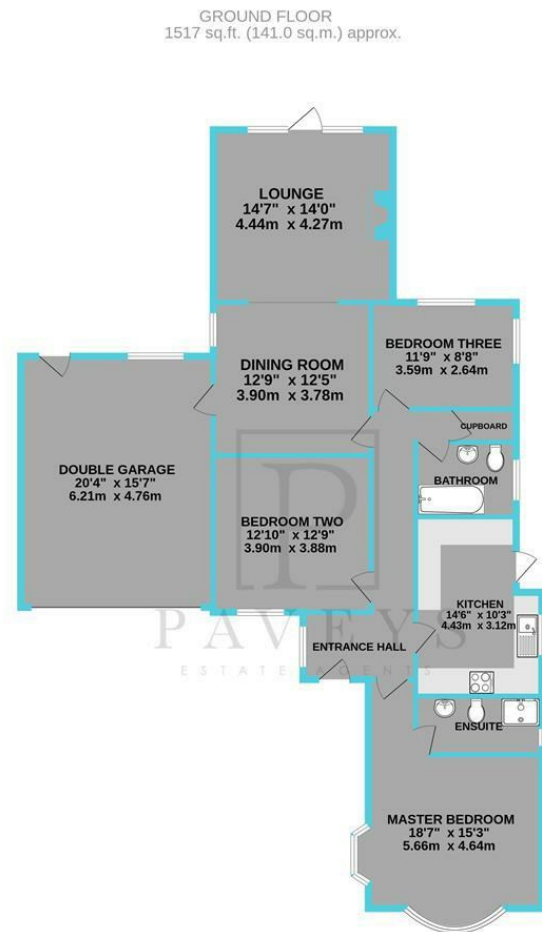 GROUND FLOOR
1517 sq.ft. (141.0 sq.m.) approx.
LOUNGE
14'7" x 14'0"
4.44m x 4.27m
DINING ROOM
12'9" x 12'5"
3.90m x 3.78m
BEDROOM THREE
11'9" x 8'8"
3.59m x 2.64m
CUPBOARD
DOUBLE GARAGE
20'4" x 15'7"
6.21m x 4.76m
BATHROOM
BEDROOM TWO
12'10" x 12'9"
3.90m x 3.88m
KITCHEN
14'6" x 10'3"
4.43m x 3.12m
PAVEYS
ESTATE AGENTS
ENTRANCE HALL
ENSUITE
MASTER BEDROOM
18'7" x 15'3"
5.66m x 4.64m